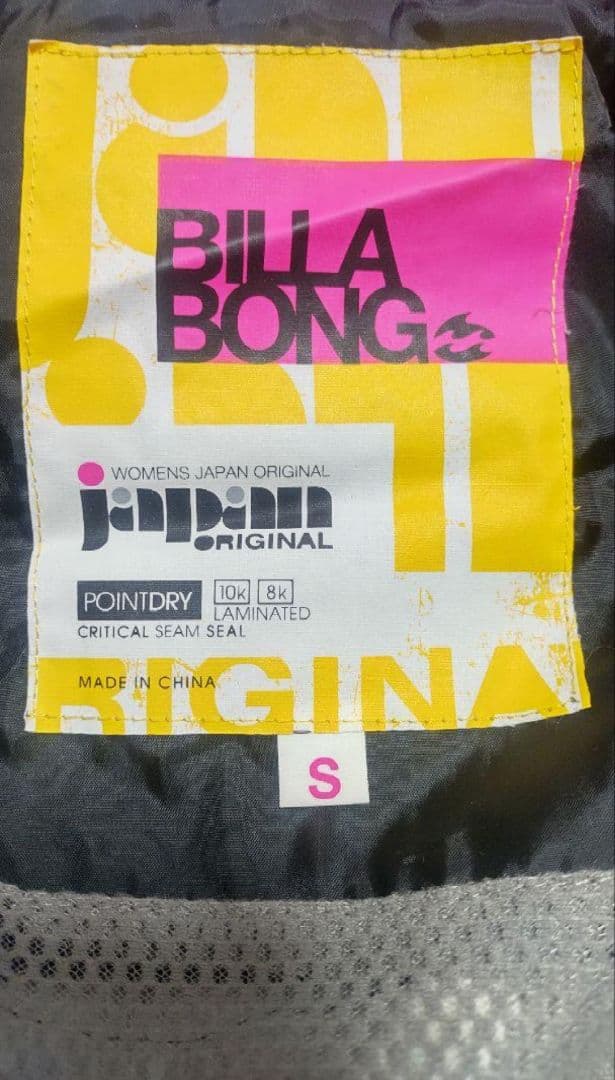 BILLA
BONG
WOMENS JAPAN ORIGINAL
japan
ORIGINAL
POINTDRY 10k 8k
LAMINATED
CRITICAL SEAM SEAL
MADE IN CHINA
RIGINA
S